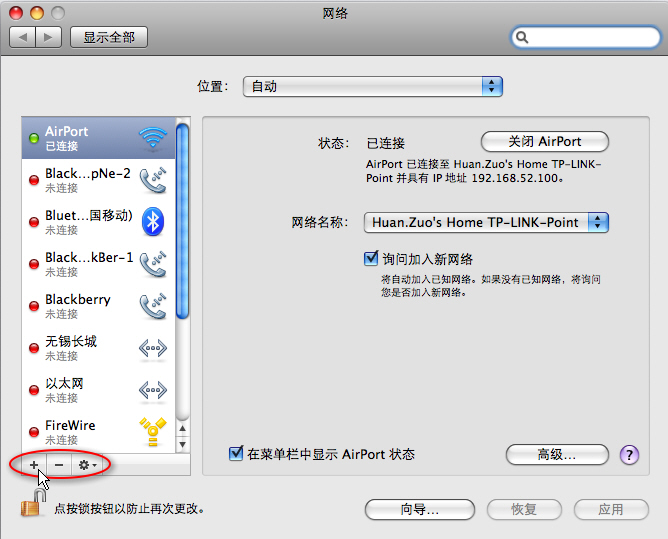 网络
显示全部
位置：
自动
AirPort
已连接
Black...pNe-2
未连接
Bluet...国移动)
未连接
Black...kBer-1
未连接
Blackberry
未连接
无锡长城
未连接
以太网
未连接
FireWire
未连接
状态：
已连接
关闭 AirPort
AirPort 已连接至 Huan.Zuo's Home TP-LINK-
Point 并具有 IP 地址 192.168.52.100。
网络名称：
Huan.Zuo's Home TP-LINK-Point
询问加入新网络
将自动加入已知网络。如果没有已知网络，将询问
您是否加入新网络。
在菜单栏中显示 AirPort 状态
高级...
?
点按锁按钮以防止再次更改。
向导...
恢复
应用